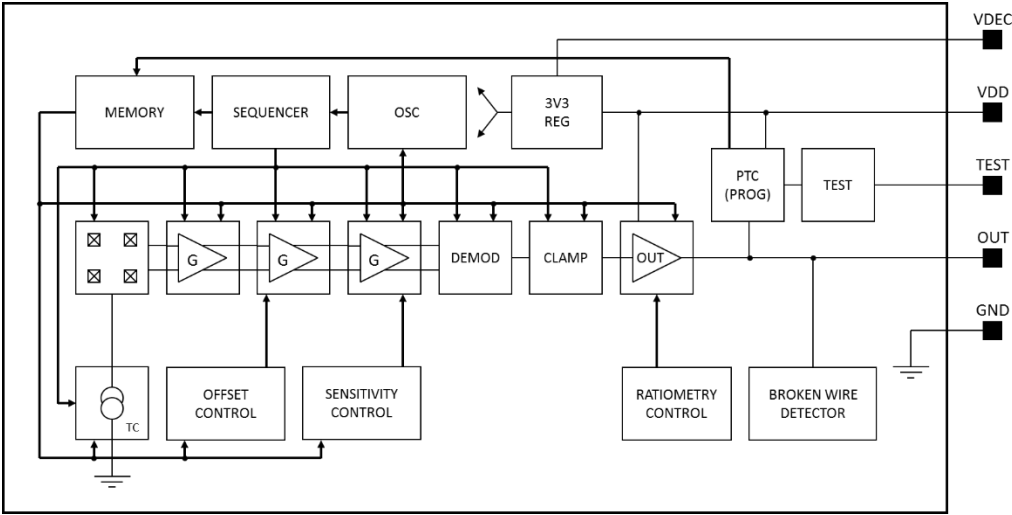 VDEC
MEMORY
SEQUENCER
OSC
3V3
REG
VDD
PTC
(PROG)
TEST
TEST
G
G
G
DEMOD
CLAMP
OUT
OUT
GND
TC
OFFSET
CONTROL
SENSITIVITY
CONTROL
RATIOMETRY
CONTROL
BROKEN WIRE
DETECTOR